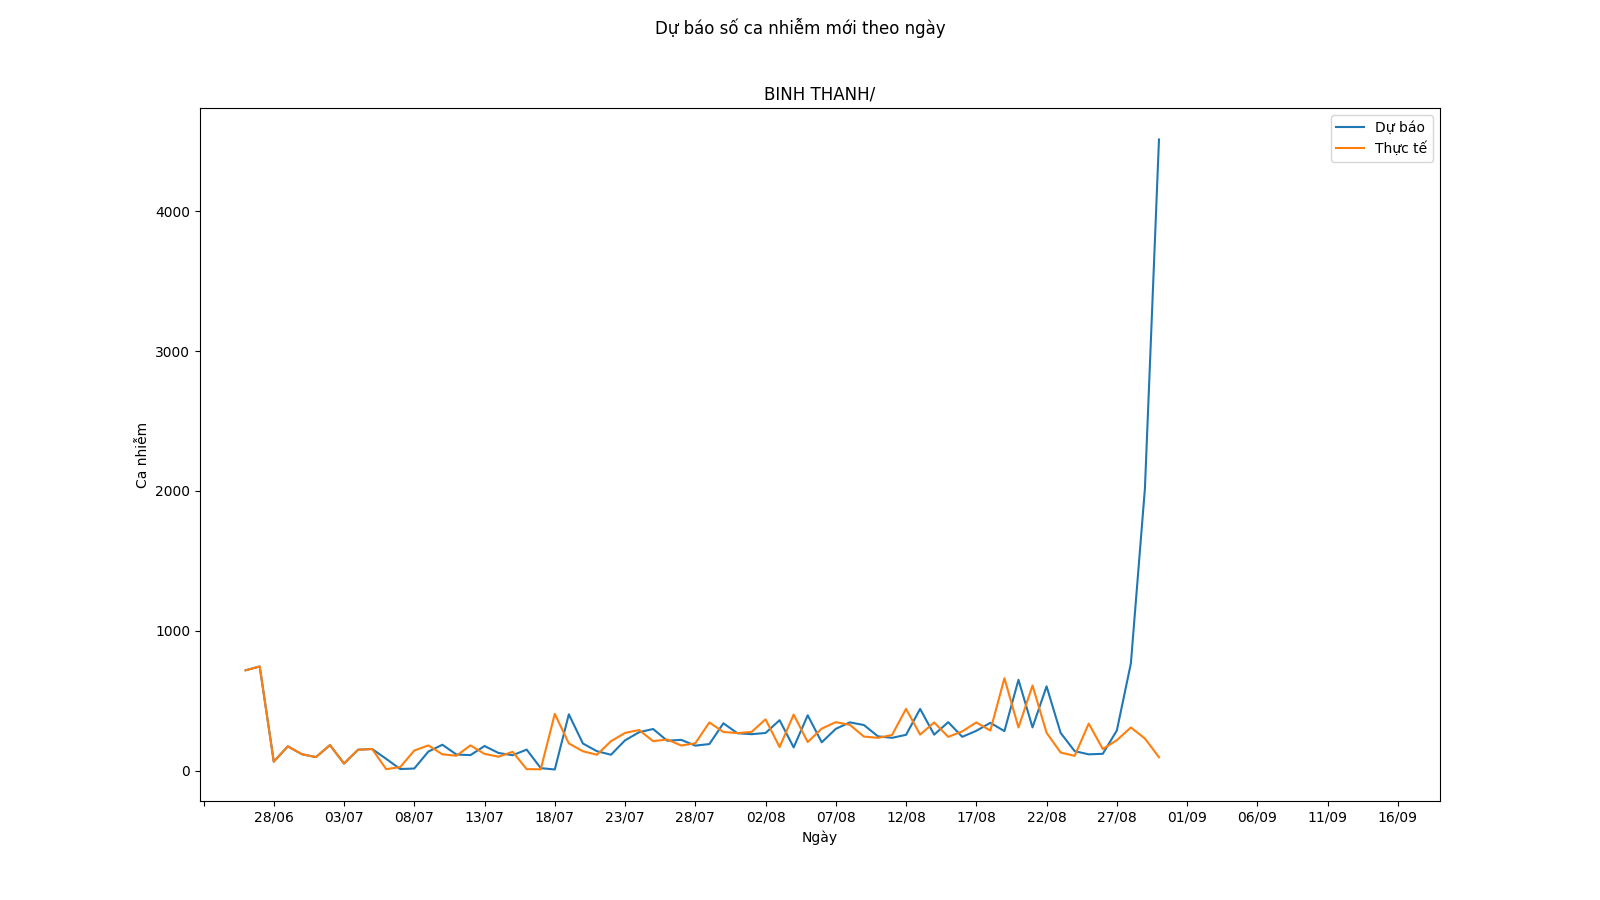 Dự báo số ca nhiễm mới theo ngày
BINH THANH/
Dự báo
Thực tế
4000
3000
2000
1000
0
Ca nhiễm
28/06 03/07 08/07 13/07 18/07 23/07 28/07 02/08 07/08 12/08 17/08 22/08 27/08 01/09 06/09 11/09 16/09
Ngày